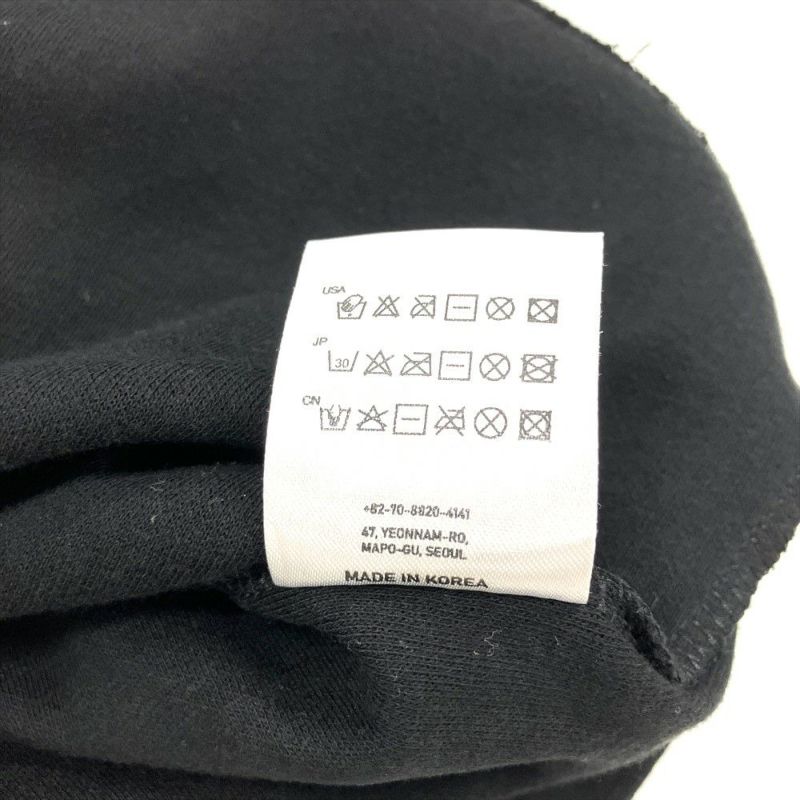 USA
JP
30
CN
+82-70-8820-4141
47, YEONNAM-RO,
MAPO-GU, SEOUL
MADE IN KOREA